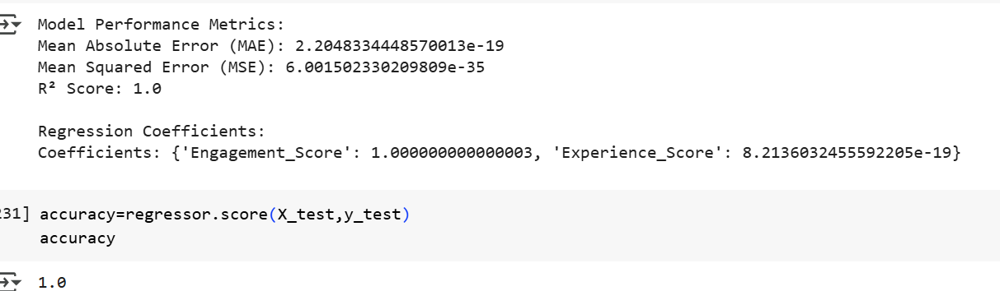 Model Performance Metrics:
Mean Absolute Error (MAE): 2.2048334448570013e-19
Mean Squared Error (MSE): 6.001502330209809e-35
R² Score: 1.0
Regression Coefficients:
Coefficients: {'Engagement_Score': 1.000000000000003, 'Experience_Score': 8.2136032455592205e-19}
31] accuracy=regressor.score(X_test,y_test)
accuracy
1.0